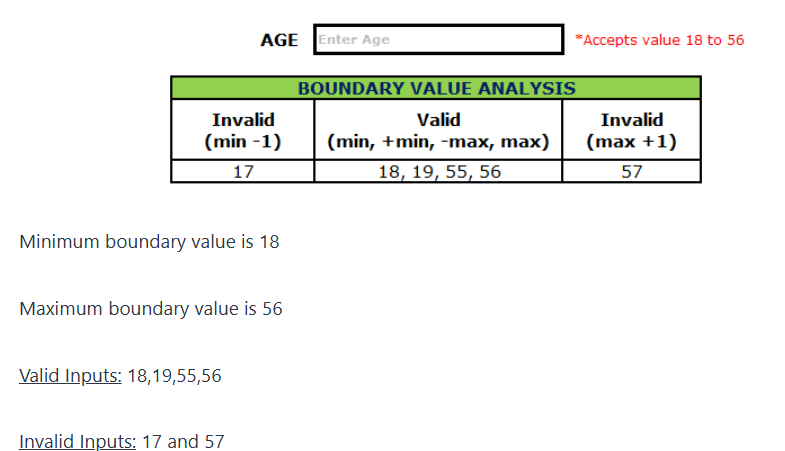 AGE Enter Age *Accepts value 18 to 56
BOUNDARY VALUE ANALYSIS
Invalid Valid Invalid
(min -1) (min, +min, -max, max) (max +1)
17 18, 19, 55, 56 57
Minimum boundary value is 18
Maximum boundary value is 56
Valid Inputs: 18,19,55,56
Invalid Inputs: 17 and 57